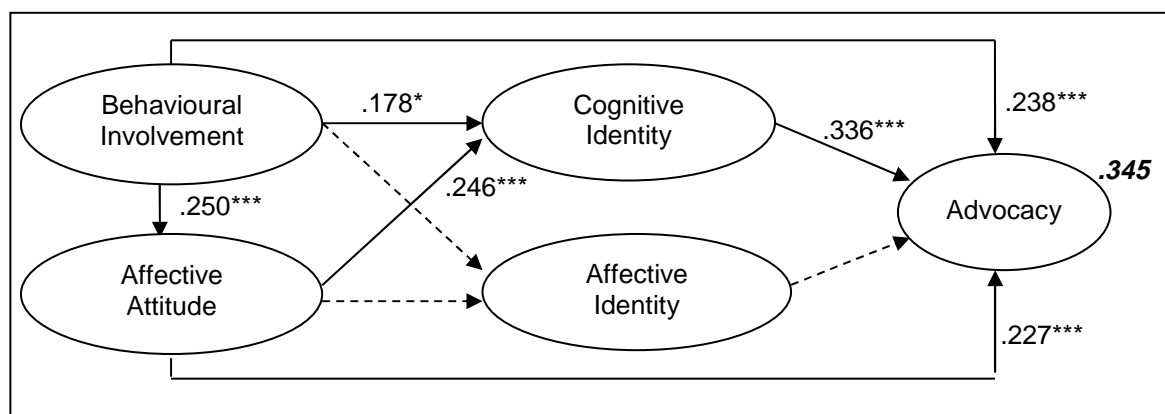 Behavioural
Involvement
.178*
Cognitive
Identity
.238***
.336***
.345
.246***
.250***
Advocacy
Affective
Attitude
Affective
Identity
.227***